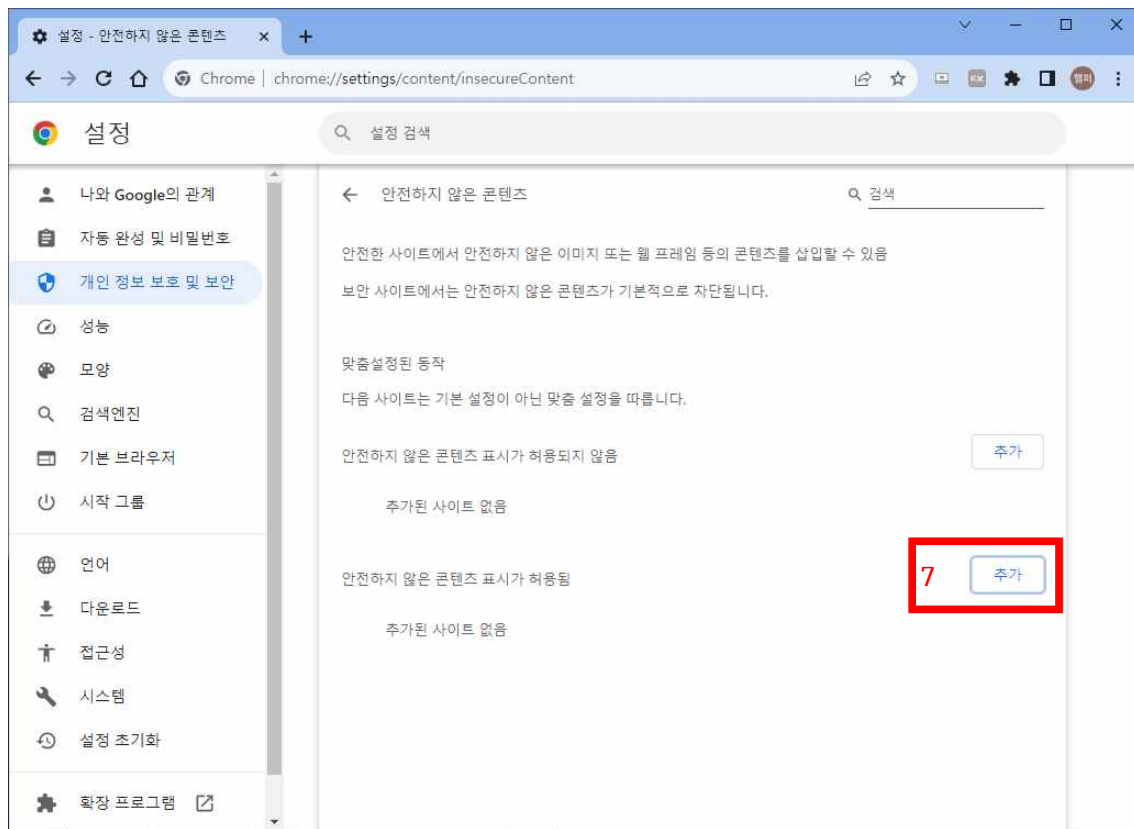 설정 - 안전하지 않은 콘텐츠
Chrome | chrome://settings/content/insecureContent
설정
설정 검색
나와 Google의 관계
자동 완성 및 비밀번호
개인 정보 보호 및 보안
성능
모양
검색엔진
기본 브라우저
시작 그룹
언어
다운로드
접근성
시스템
설정 초기화
확장 프로그램
안전하지 않은 콘텐츠
검색
안전한 사이트에서 안전하지 않은 이미지 또는 웹 프레임 등의 콘텐츠를 삽입할 수 있음
보안 사이트에서는 안전하지 않은 콘텐츠가 기본적으로 차단됩니다.
맞춤설정된 동작
다음 사이트는 기본 설정이 아닌 맞춤 설정을 따릅니다.
안전하지 않은 콘텐츠 표시가 허용되지 않음
추가
추가된 사이트 없음
안전하지 않은 콘텐츠 표시가 허용됨
7 추가
추가된 사이트 없음